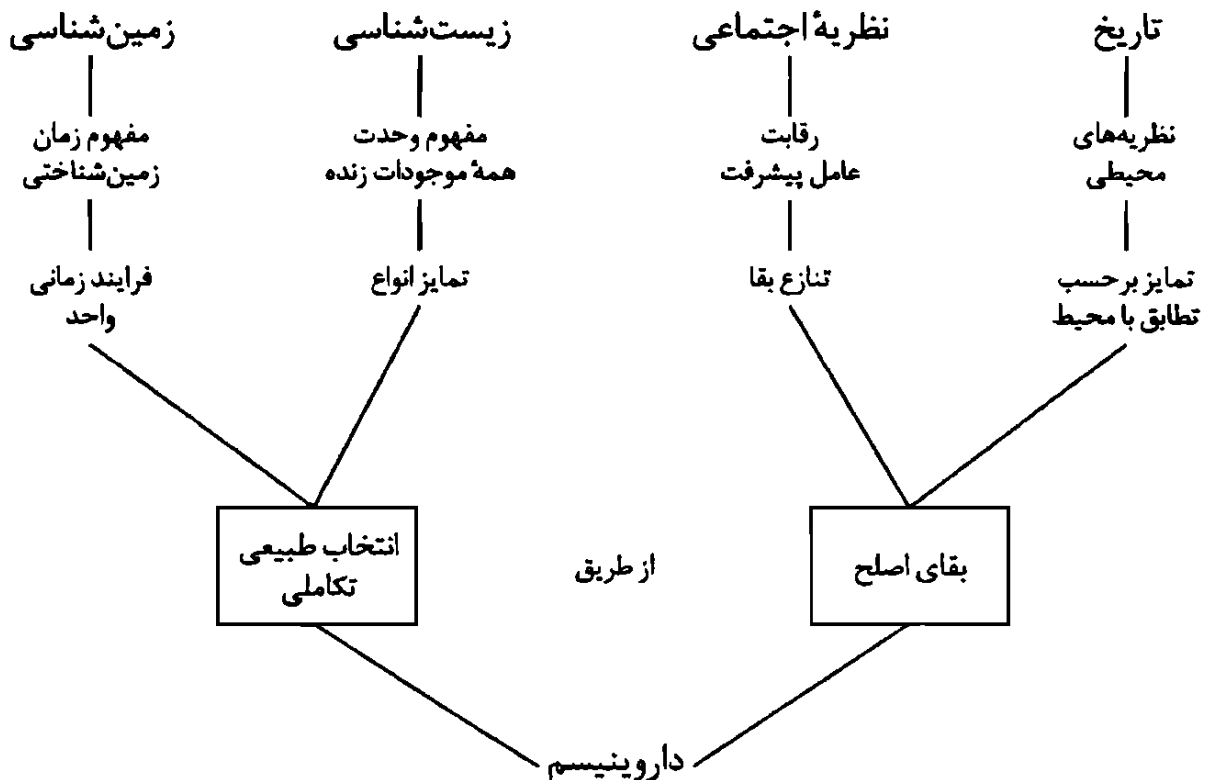 تاریخ
نظریهٔ اجتماعی
زیست‌شناسی
زمین‌شناسی
نظریه‌های
محیطی
رقابت
عامل پیشرفت
مفهوم وحدت
همهٔ موجودات زنده
مفهوم زمان
زمین‌شناختی
تمایز برحسب
تطابق با محیط
تنازع بقا
تمایز انواع
فرایند زمانی
واحد
بقای اصلح
از طریق
انتخاب طبیعی
تکاملی
داروینیسم